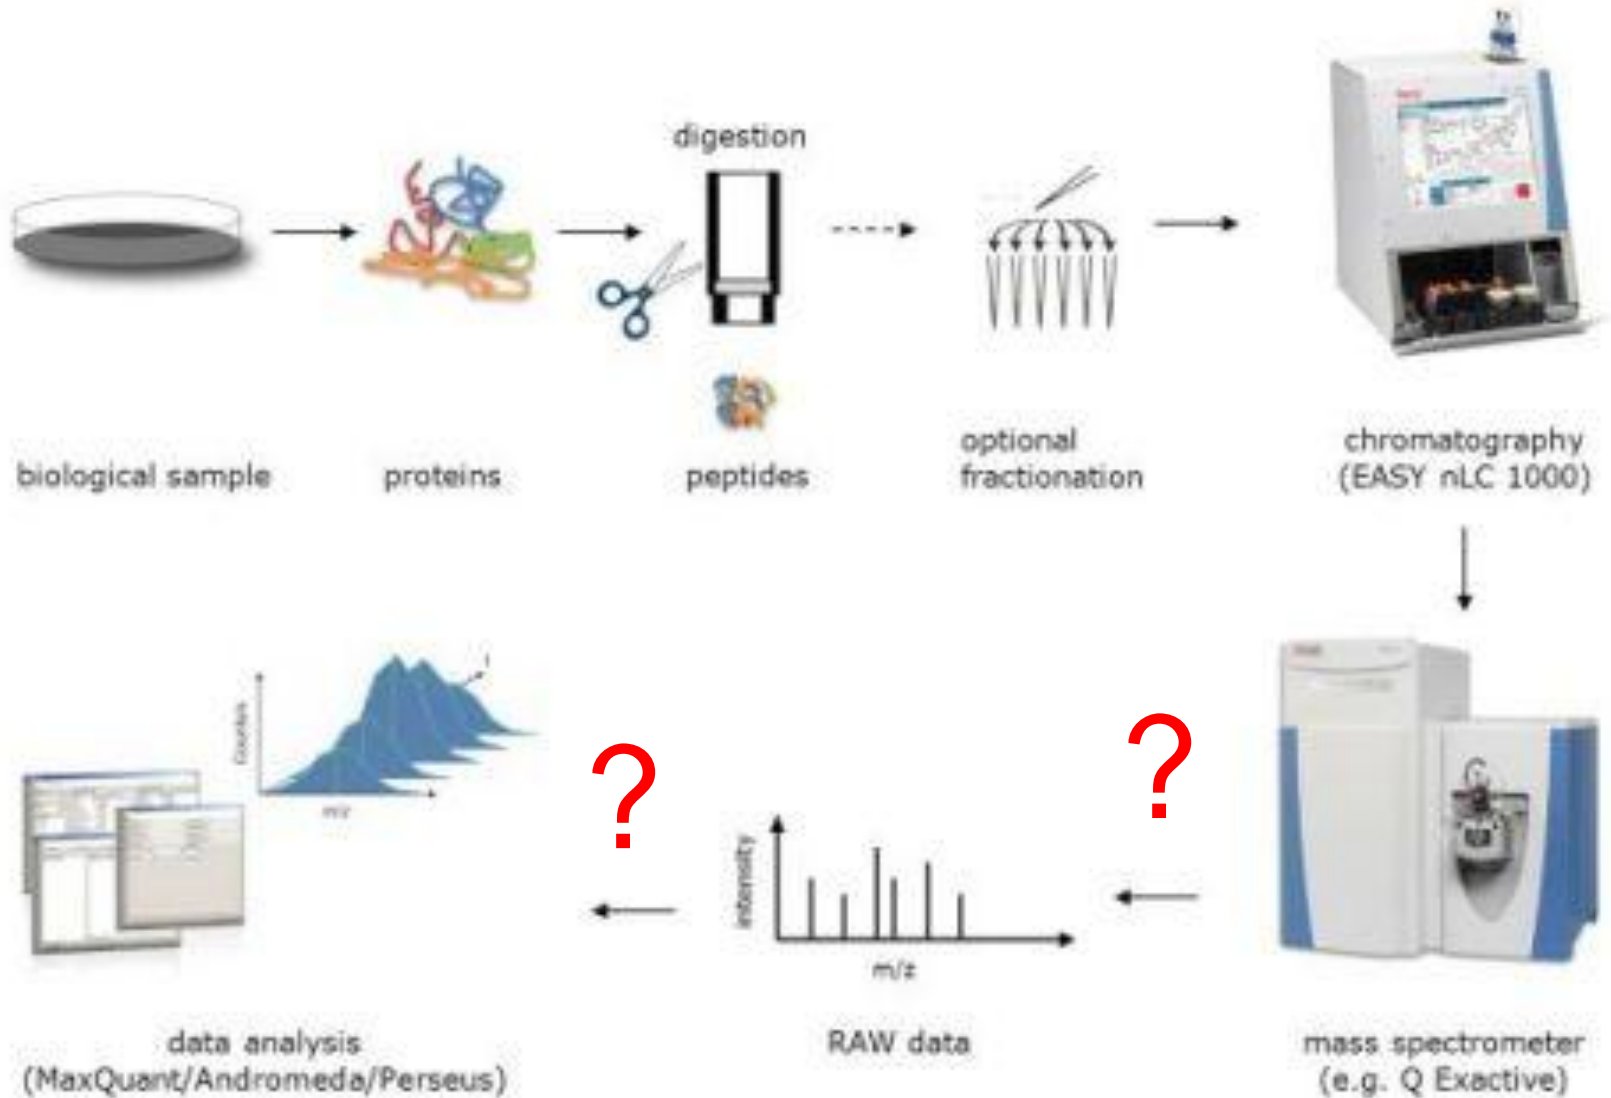 digestion
biological sample
proteins
peptides
optional
fractionation
chromatography
(EASY nLC 1000)
Counts
m/z
?
?
intensity
m/z
data analysis
(MaxQuant/Andromeda/Perseus)
RAW data
mass spectrometer
(e.g. Q Exactive)